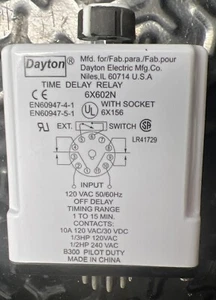 Dayton®
Mfd. for/Fab.para./Fab.pour
Dayton Electric Mfg.Co.
Niles,IL 60714 U.S.A
TIME DELAY RELAY
CE 6X602N
EN60947-4-1
EN60947-5-1
UL
WITH SOCKET
6X156
EXT. SWITCH
LR41729
INPUT
120 VAC 50/60Hz
OFF DELAY
TIMING RANGE
1 TO 15 MIN.
CONTACTS:
10A 120 VAC/30 VDC
1/3HP 120VAC
1/2HP 240 VAC
B300 PILOT DUTY
MADE IN CHINA